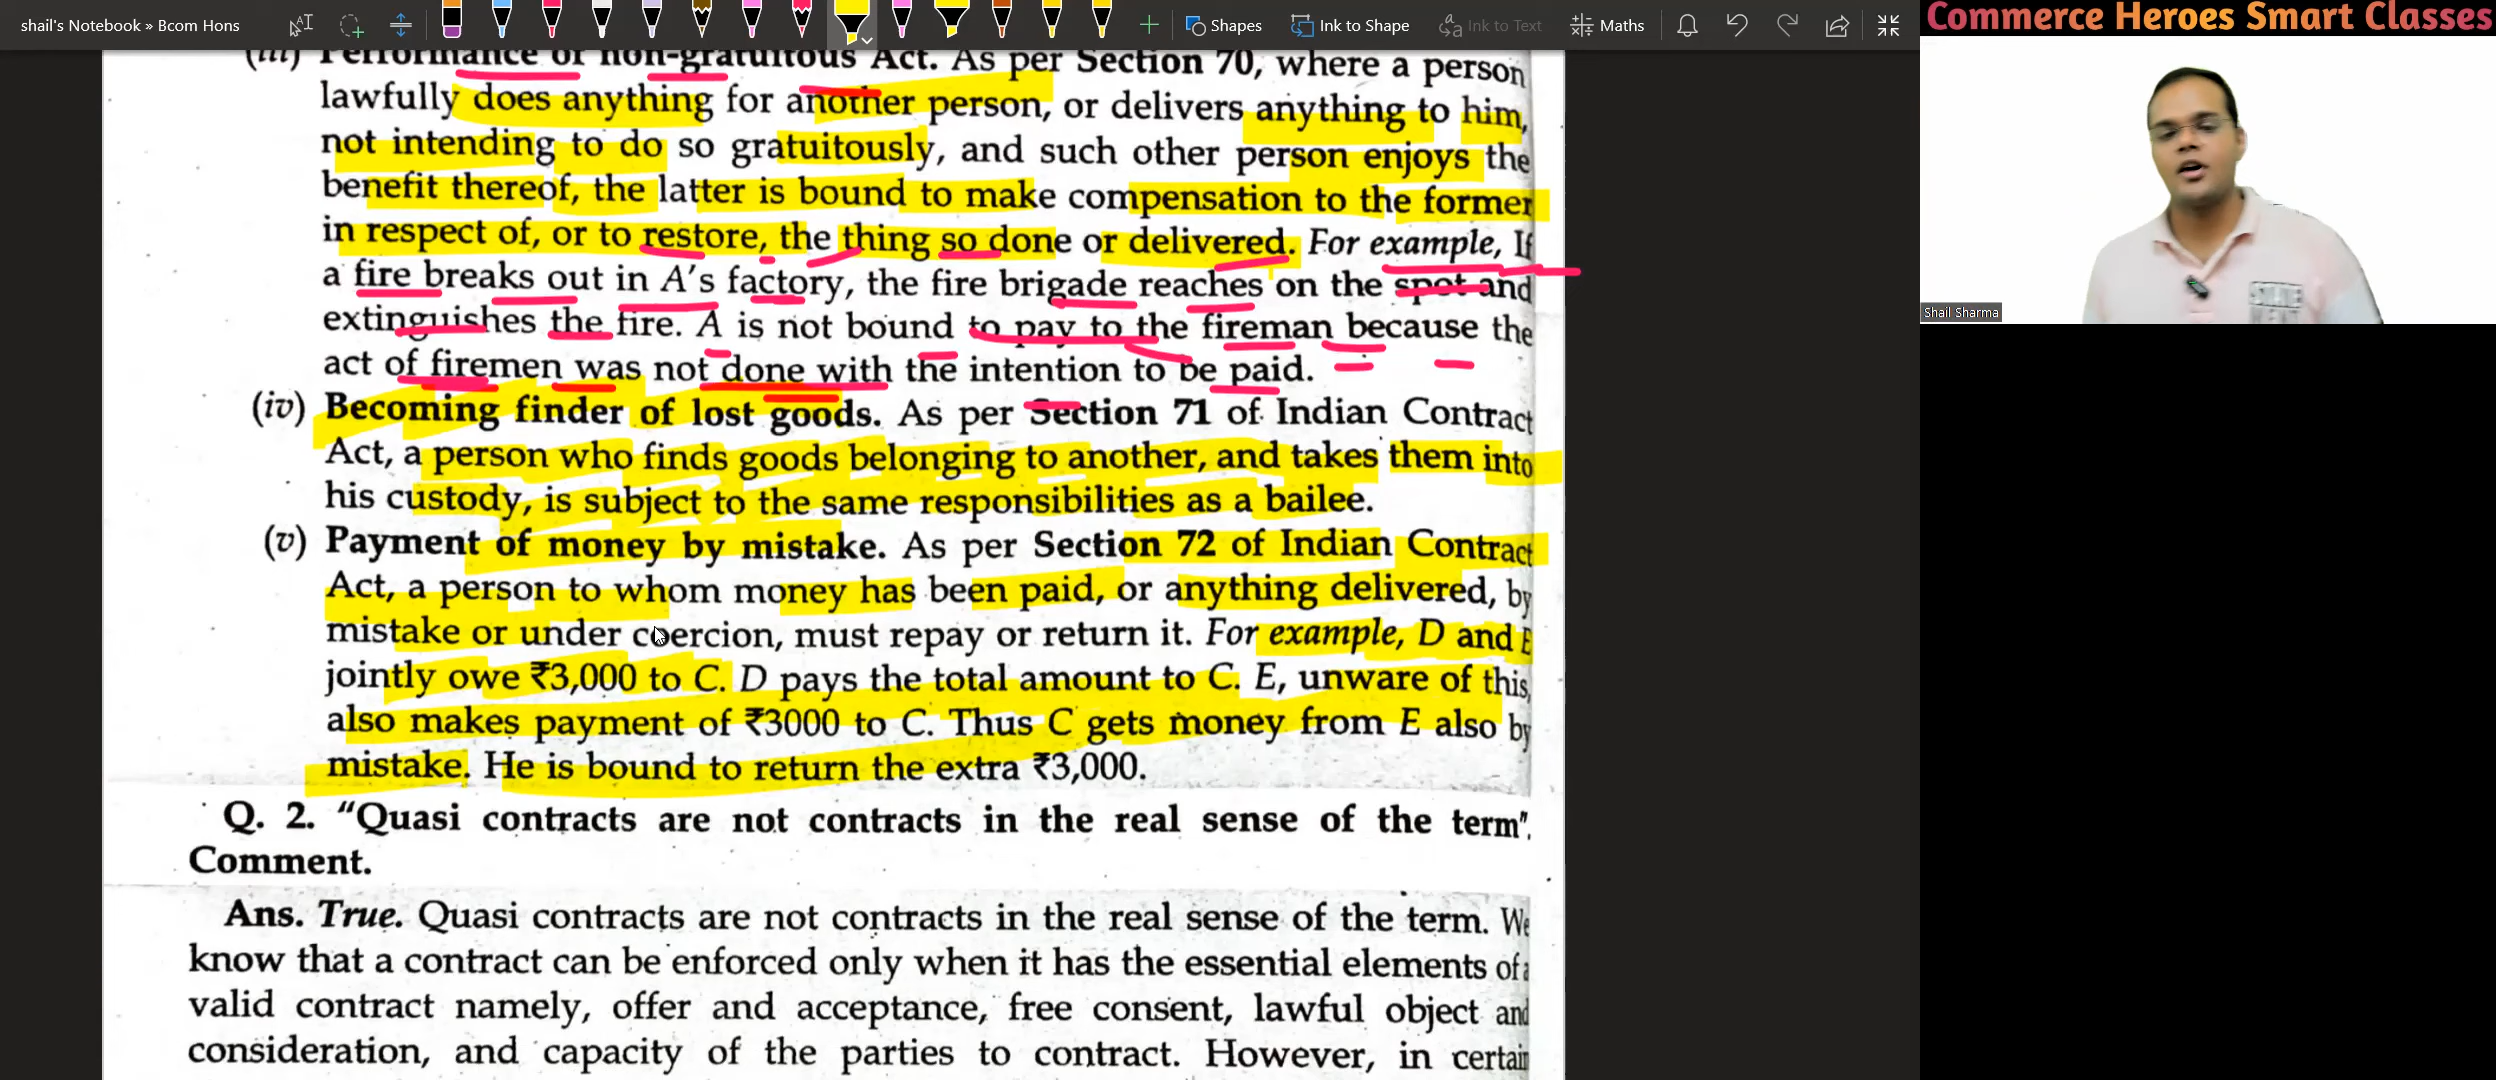 shail's Notebook » Bcom Hons
Shapes
Ink to Shape
Ink to Text
Maths
Commerce Heroes Smart Classes
Shail Sharma
(iii) Performance of non-gratuitous Act. As per Section 70, where a person
lawfully does anything for another person, or delivers anything to him,
not intending to do so gratuitously, and such other person enjoys the
benefit thereof, the latter is bound to make compensation to the former
in respect of, or to restore, the thing so done or delivered. For example, If
a fire breaks out in A's factory, the fire brigade reaches on the spot and
extinguishes the fire. A is not bound to pay to the fireman because the
act of firemen was not done with the intention to be paid.
(iv) Becoming finder of lost goods. As per Section 71 of Indian Contract
Act, a person who finds goods belonging to another, and takes them into
his custody, is subject to the same responsibilities as a bailee.
(v) Payment of money by mistake. As per Section 72 of Indian Contract
Act, a person to whom money has been paid, or anything delivered, by
mistake or under coercion, must repay or return it. For example, D and E
jointly owe ₹3,000 to C. D pays the total amount to C. E, unware of this,
also makes payment of ₹3000 to C. Thus C gets money from E also by
mistake. He is bound to return the extra ₹3,000.
Q. 2. "Quasi contracts are not contracts in the real sense of the term".
Comment.
Ans. True. Quasi contracts are not contracts in the real sense of the term. We
know that a contract can be enforced only when it has the essential elements of a
valid contract namely, offer and acceptance, free consent, lawful object and
consideration, and capacity of the parties to contract. However, in certain